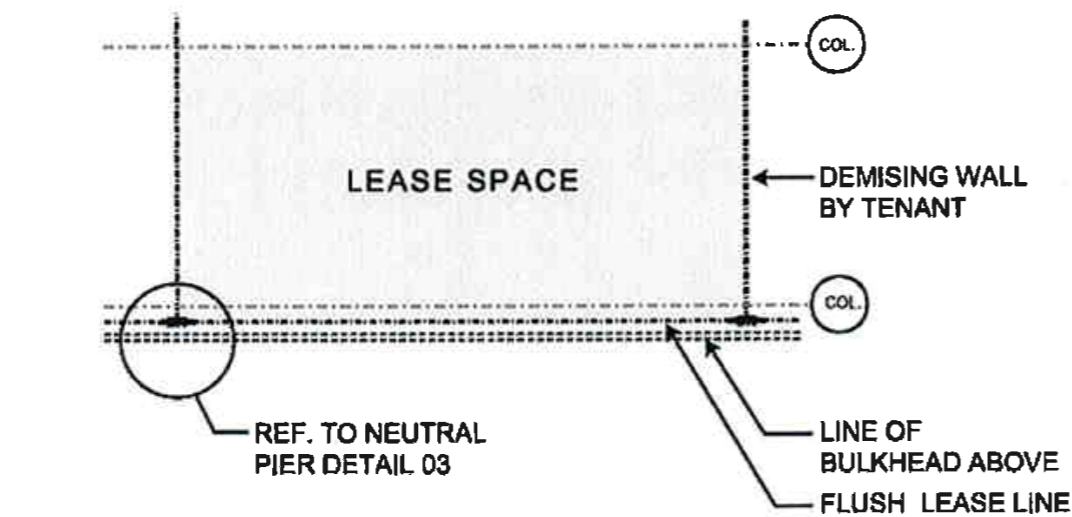 COL.
LEASE SPACE
DEMISING WALL
BY TENANT
COL.
REF. TO NEUTRAL
PIER DETAIL 03
LINE OF
BULKHEAD ABOVE
FLUSH LEASE LINE